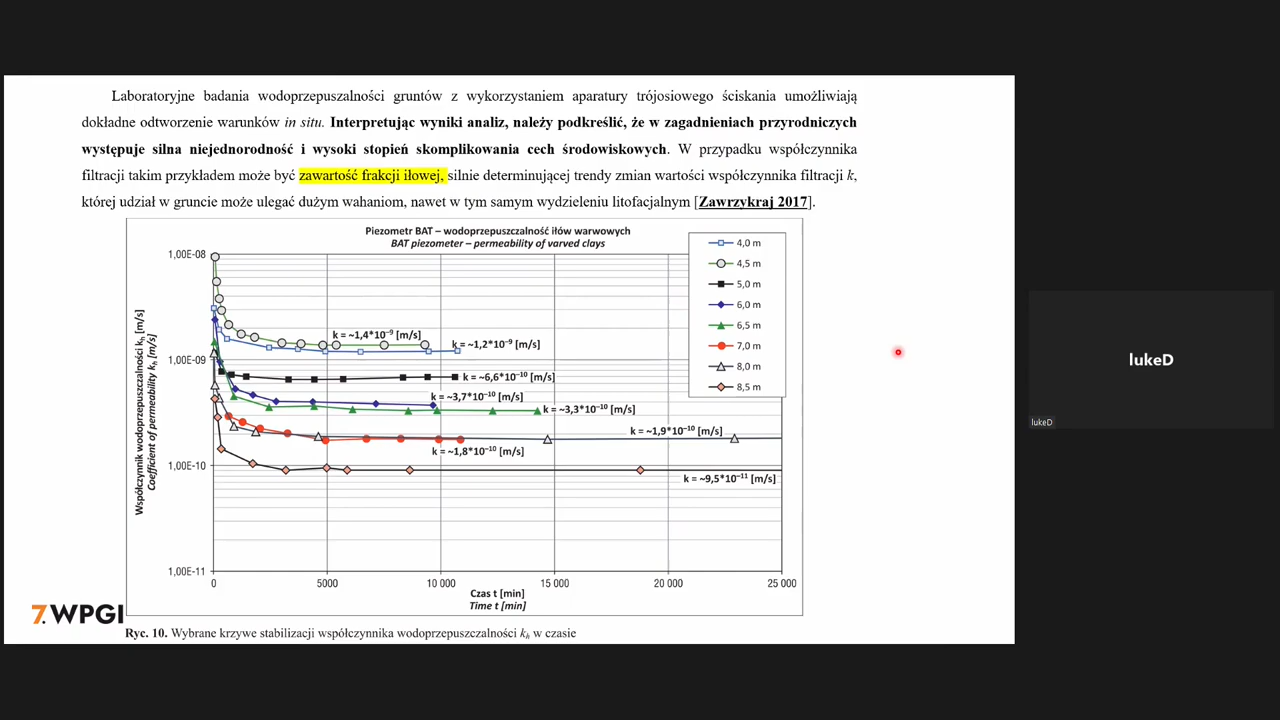 Laboratoryjne badania wodoprzepuszalności gruntów z wykorzystaniem aparatury trójosiowego ściskania umożliwiają
dokładne odtworzenie warunków in situ. Interpretując wyniki analiz, należy podkreślić, że w zagadnieniach przyrodniczych
występuje silna niejednorodność i wysoki stopień skomplikowania cech środowiskowych. W przypadku współczynnika
filtracji takim przykładem może być zawartość frakcji iłowej, silnie determinującej trendy zmian wartości współczynnika filtracji k,
której udział w gruncie może ulegać dużym wahaniom, nawet w tym samym wydzieleniu litofacjalnym [Zawrzykraj 2017].
Piezometr BAT – wodoprzepuszczalność iłów warwowych
BAT piezometer – permeability of varved clays
4,0 m
4,5 m
5,0 m
6,0 m
6,5 m
7,0 m
8,0 m
8,5 m
1,00E-08
1,00E-09
1,00E-10
1,00E-11
Współczynnik wodoprzepuszczalności kₕ [m/s]
Coefficient of permeability kₕ [m/s]
k = ~1,4*10⁻⁹ [m/s]
k = ~1,2*10⁻⁹ [m/s]
k = ~6,6*10⁻¹⁰ [m/s]
k = ~3,7*10⁻¹⁰ [m/s]
k = ~3,3*10⁻¹⁰ [m/s]
k = ~1,9*10⁻¹⁰ [m/s]
k = ~1,8*10⁻¹⁰ [m/s]
k = ~9,5*10⁻¹¹ [m/s]
0 5000 10 000 15 000 20 000 25 000
Czas t [min]
Time t [min]
7.WPGI
Ryc. 10. Wybrane krzywe stabilizacji współczynnika wodoprzepuszczalności kₕ w czasie
lukeD
lukeD